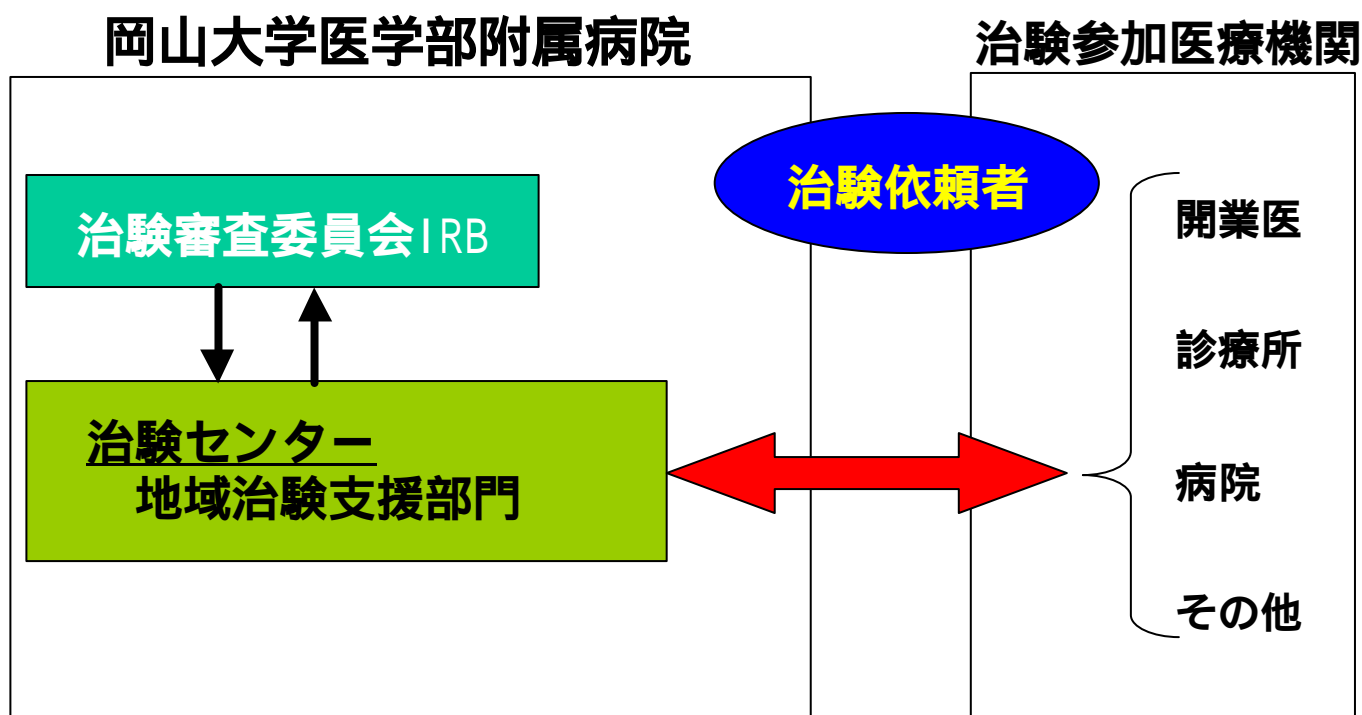 岡山大学医学部附属病院
治験参加医療機関
治験依頼者
治験審査委員会IRB
開業医
診療所
治験センター
地域治験支援部門
病院
その他